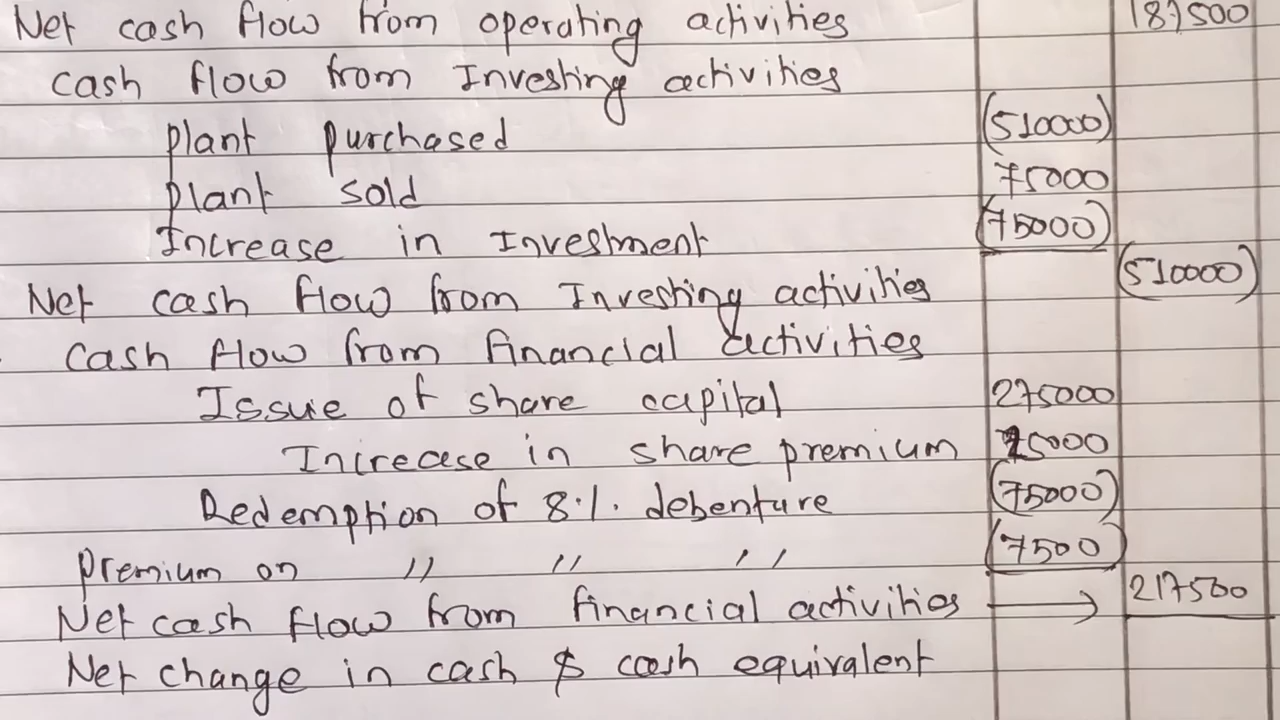 Net cash flow from operating activities 187500
cash flow from Investing activities
plant purchased (510000)
plant sold 75000
Increase in Investment (75000)
Net cash flow from Investing activities (510000)
Cash flow from financial activities
Issue of share capital 275000
Increase in share premium 25000
Redemption of 8%. debenture (75000)
Premium on " " " (7500)
Net cash flow from financial activities → 217500
Net change in cash & cash equivalent